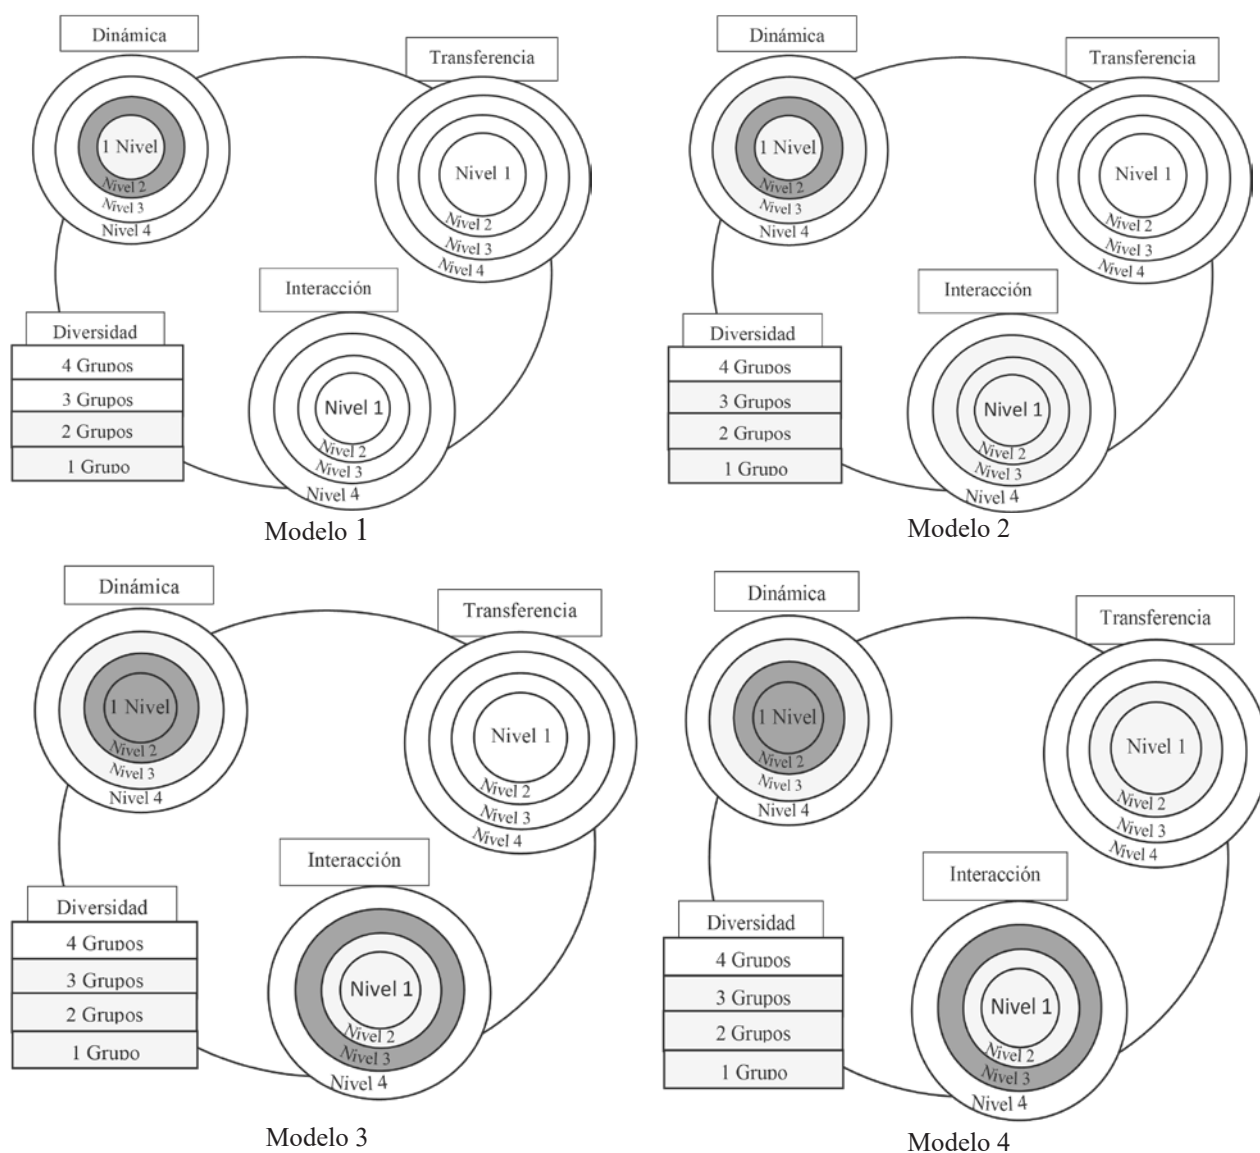 Dinámica
Transferencia
1 Nivel
Nivel 2
Nivel 3
Nivel 4
Nivel 1
Nivel 2
Nivel 3
Nivel 4
Interacción
Nivel 1
Nivel 2
Nivel 3
Nivel 4
Diversidad
4 Grupos
3 Grupos
2 Grupos
1 Grupo
Modelo 1
Dinámica
Transferencia
1 Nivel
Nivel 2
Nivel 3
Nivel 4
Nivel 1
Nivel 2
Nivel 3
Nivel 4
Interacción
Nivel 1
Nivel 2
Nivel 3
Nivel 4
Diversidad
4 Grupos
3 Grupos
2 Grupos
1 Grupo
Modelo 2
Dinámica
Transferencia
1 Nivel
Nivel 2
Nivel 3
Nivel 4
Nivel 1
Nivel 2
Nivel 3
Nivel 4
Interacción
Nivel 1
Nivel 2
Nivel 3
Nivel 4
Diversidad
4 Grupos
3 Grupos
2 Grupos
1 Grupo
Modelo 3
Dinámica
Transferencia
1 Nivel
Nivel 2
Nivel 3
Nivel 4
Nivel 1
Nivel 2
Nivel 3
Nivel 4
Interacción
Nivel 1
Nivel 2
Nivel 3
Nivel 4
Diversidad
4 Grupos
3 Grupos
2 Grupos
1 Grupo
Modelo 4